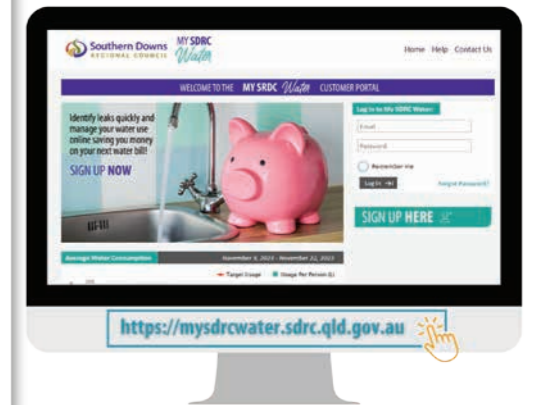 Southern Downs
REGIONAL COUNCIL
MY SDRC
Water
Home Help Contact Us
WELCOME TO THE MY SRDC Water CUSTOMER PORTAL
Identify leaks quickly and
manage your water use
online saving you money
on your next water bill!
SIGN UP NOW
Log In to My SDRC Water:
Email
Password
Remember me
Log In
Forgot Password?
SIGN UP HERE
Average Water Consumption
November 9, 2023 - November 22, 2023
Target Usage Usage Per Person (L)
https://mysdrcwater.sdrc.qld.gov.au